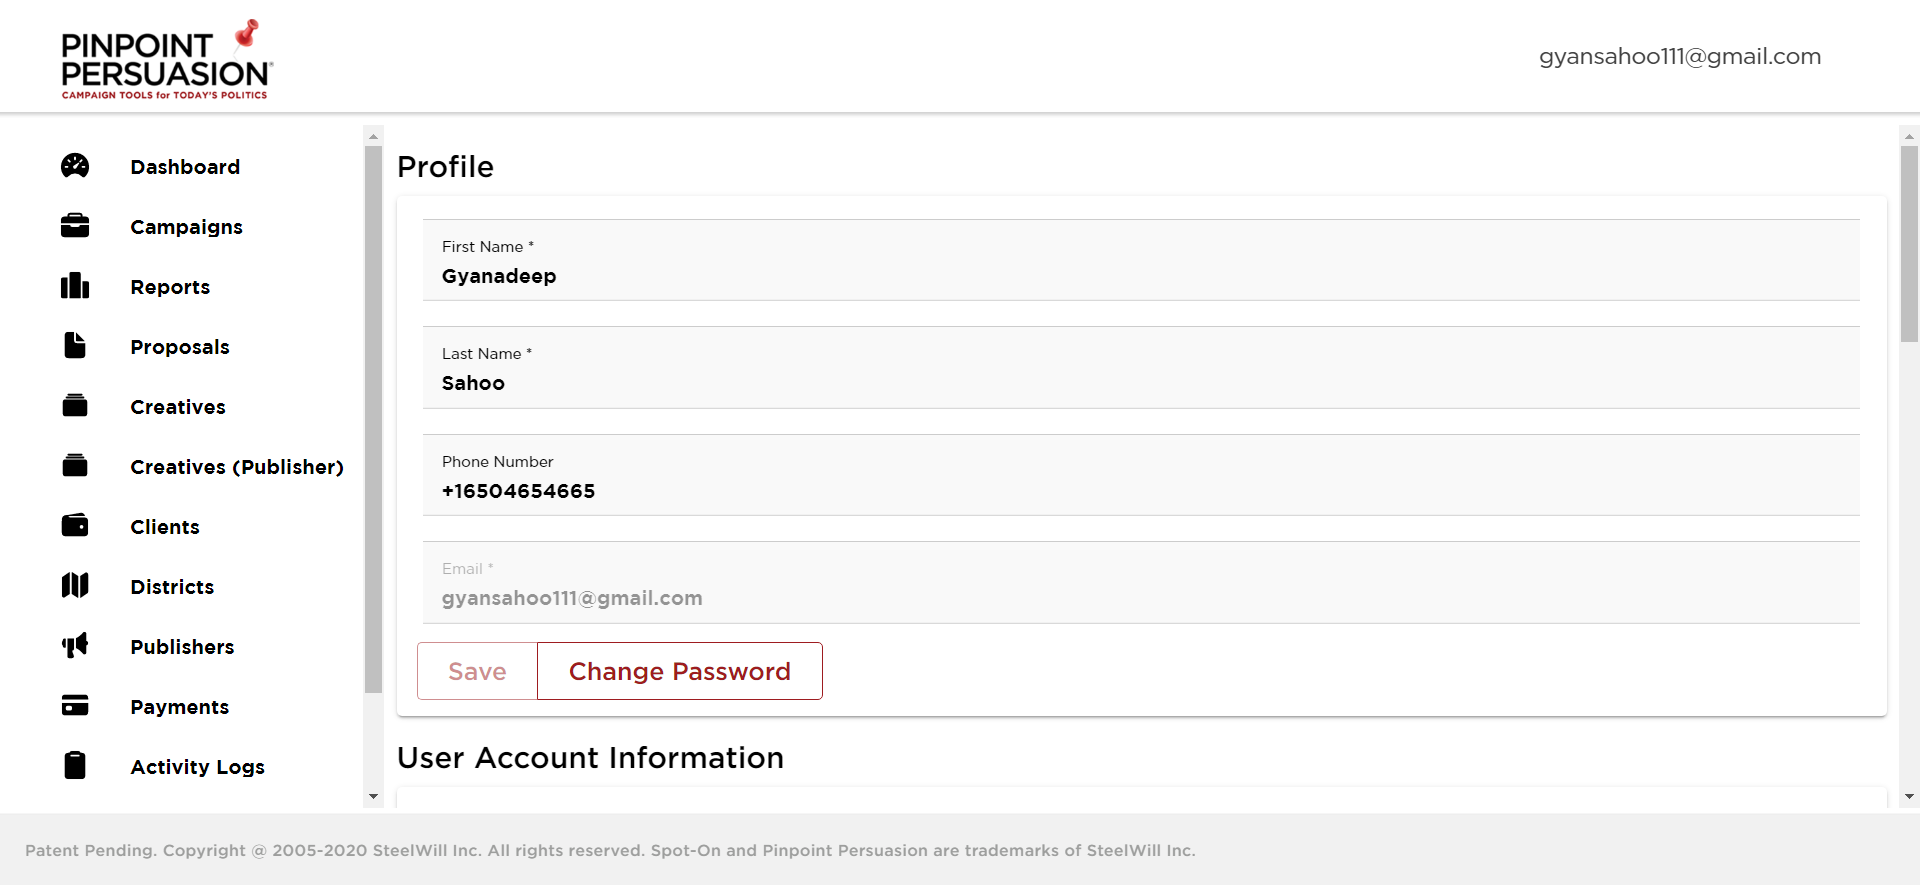 PINPOINT
PERSUASION®
CAMPAIGN TOOLS for TODAY'S POLITICS
gyansahoo111@gmail.com
Dashboard
Campaigns
Reports
Proposals
Creatives
Creatives (Publisher)
Clients
Districts
Publishers
Payments
Activity Logs
Profile
First Name *
Gyanadeep
Last Name *
Sahoo
Phone Number
+16504654665
Email *
gyansahoo111@gmail.com
Save
Change Password
User Account Information
Patent Pending. Copyright @ 2005-2020 SteelWill Inc. All rights reserved. Spot-On and Pinpoint Persuasion are trademarks of SteelWill Inc.